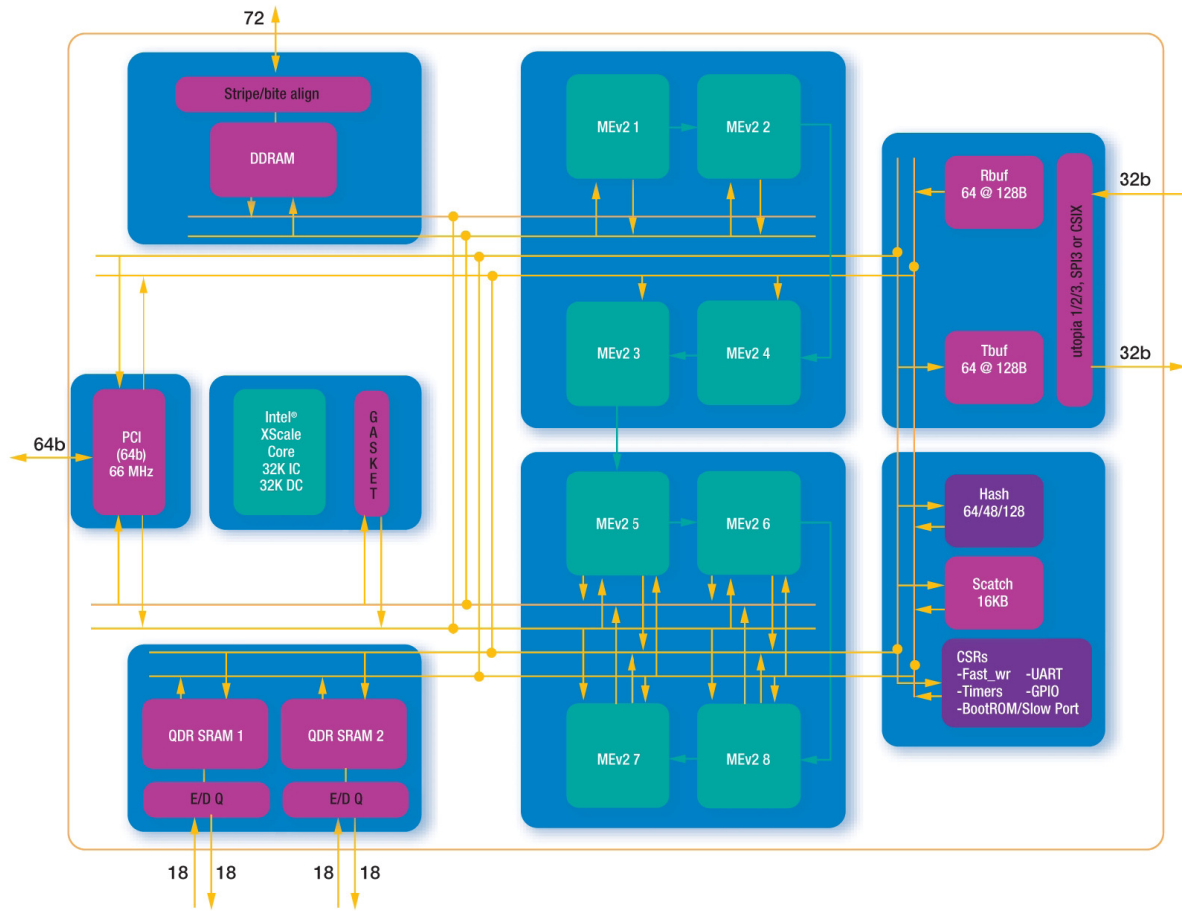 72
Stripe/bite align
DDRAM
MEv2 1
MEv2 2
MEv2 3
MEv2 4
Rbuf
64 @ 128B
Tbuf
64 @ 128B
utopia 1/2/3, SPI3 or CSIX
32b
32b
64b
PCI
(64b)
66 MHz
Intel®
XScale
Core
32K IC
32K DC
GASKET
MEv2 5
MEv2 6
MEv2 7
MEv2 8
Hash
64/48/128
Scatch
16KB
CSRs
-Fast_wr -UART
-Timers -GPIO
-BootROM/Slow Port
QDR SRAM 1
QDR SRAM 2
E/D Q
E/D Q
18
18
18
18